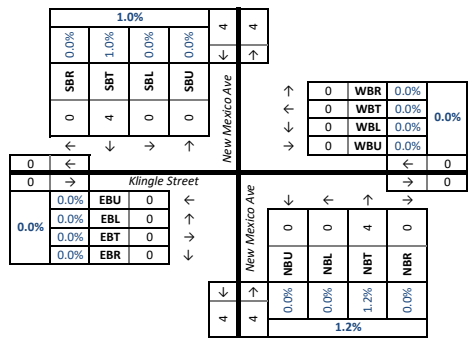 1.0%
0.0% 1.0% 0.0% 0.0%
SBR SBT SBL SBU
0 4 0 0
← ↓ → ↑
4 4
↓ ↑
New Mexico Ave
↑ 0 WBR 0.0%
← 0 WBT 0.0%
↓ 0 WBL 0.0%
→ 0 WBU 0.0%
0.0%
0 ←
← 0
0 →
Klingle Street
→ 0
0.0%
0.0% EBU 0 ←
0.0% EBL 0 ↑
0.0% EBT 0 →
0.0% EBR 0 ↓
New Mexico Ave
↓ ← ↑ →
0 0 4 0
NBU NBL NBT NBR
0.0% 0.0% 1.2% 0.0%
1.2%
↓ ↑
4 4